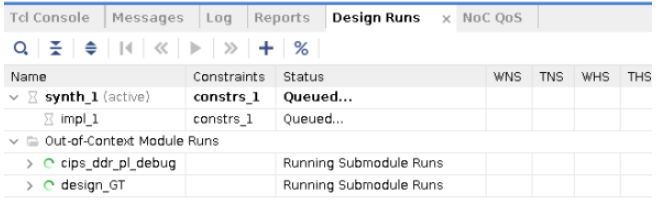 Tcl Console Messages Log Reports Design Runs × NoC QoS
Name Constraints Status WNS TNS WHS THS
synth_1 (active) constrs_1 Queued...
impl_1 constrs_1 Queued...
Out-of-Context Module Runs
cips_ddr_pl_debug Running Submodule Runs
design_GT Running Submodule Runs